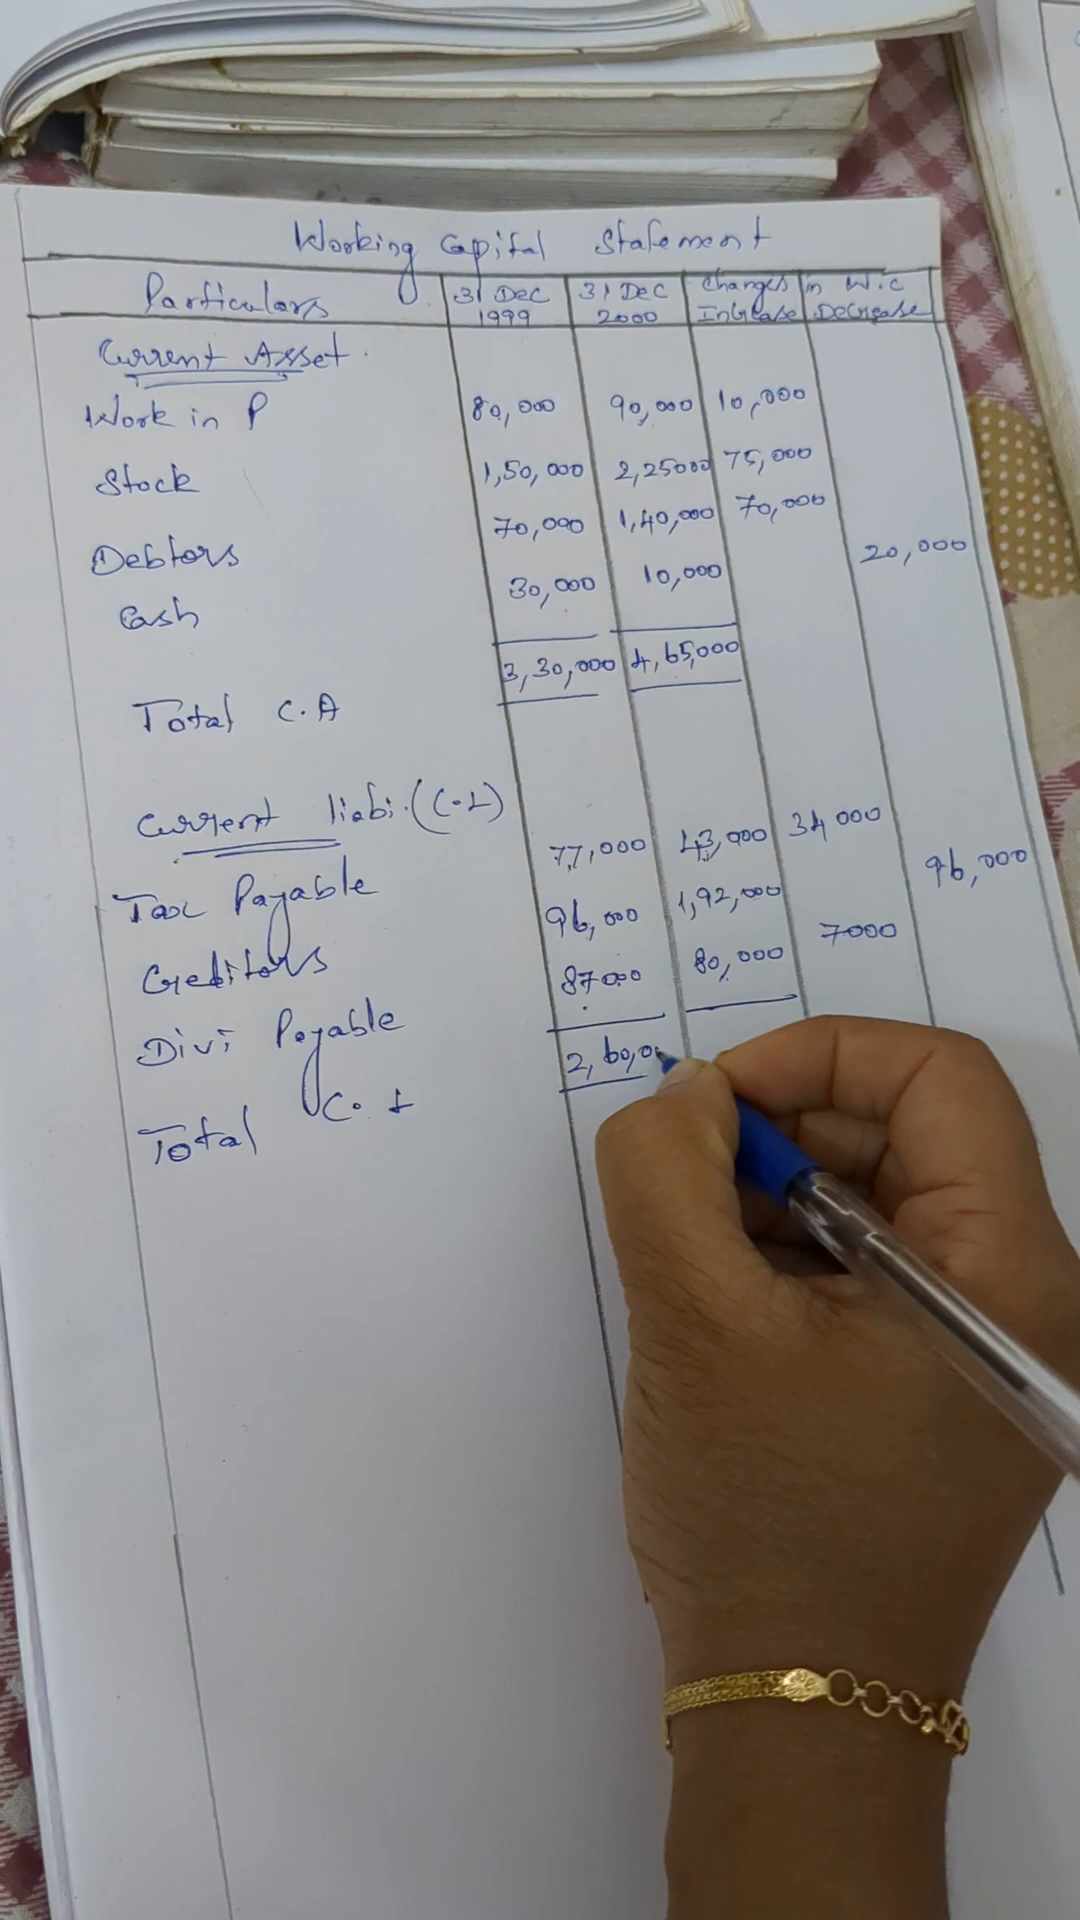 Working Capital Statement
Particulars 31 Dec 1999 31 Dec 2000 Changes in W.C Increase Decrease
Current Asset.
Work in P 80,000 90,000 10,000
Stock 1,50,000 2,25000 75,000
Debtors 70,000 1,40,000 70,000
Cash 30,000 10,000 20,000
Total C.A 3,30,000 4,65,000
Current liabi. (C.L)
Tax Payable 77,000 43,000 34000
Creditors 96,000 1,92,000 96,000
Divi Payable 87000 80,000 7000
Total C.L 2,60,0